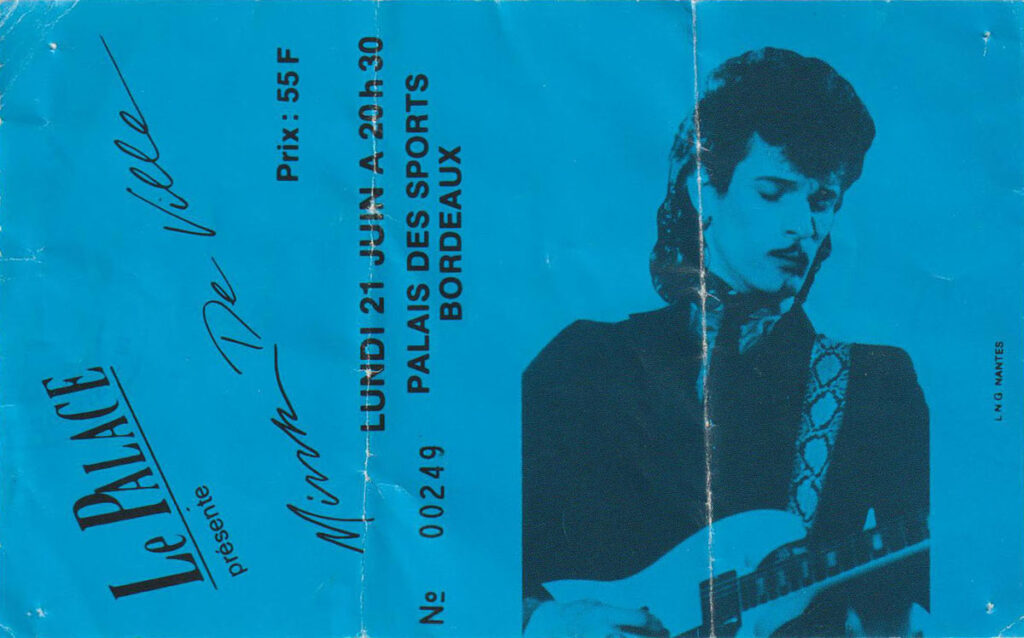 Le PALACE
présente
Mink De Ville
Prix : 55 F
LUNDI 21 JUIN A 20 h 30
PALAIS DES SPORTS
BORDEAUX
№ 00249
L.N.G. NANTES